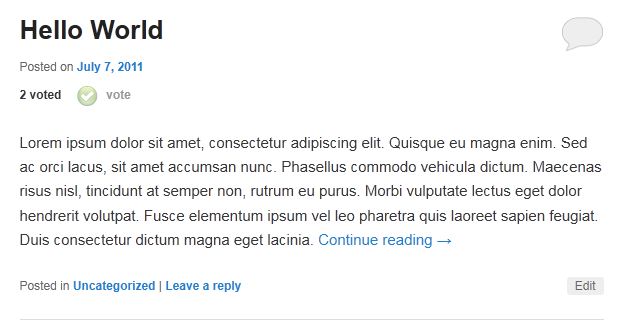 Hello World
Posted on July 7, 2011
2 voted vote
Lorem ipsum dolor sit amet, consectetur adipiscing elit. Quisque eu magna enim. Sed
ac orci lacus, sit amet accumsan nunc. Phasellus commodo vehicula dictum. Maecenas
risus nisl, tincidunt at semper non, rutrum eu purus. Morbi vulputate lectus eget dolor
hendrerit volutpat. Fusce elementum ipsum vel leo pharetra quis laoreet sapien feugiat.
Duis consectetur dictum magna eget lacinia. Continue reading →
Posted in Uncategorized | Leave a reply Edit